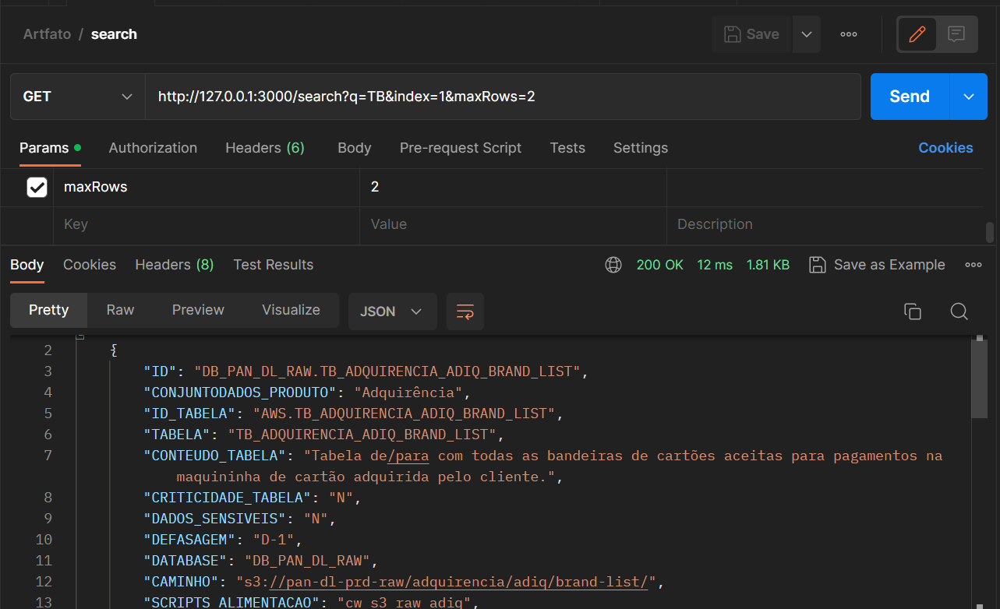 Artfato / search
Save
GET
http://127.0.0.1:3000/search?q=TB&index=1&maxRows=2
Send
Params
Authorization
Headers (6)
Body
Pre-request Script
Tests
Settings
Cookies
maxRows 2
Key Value Description
Body
Cookies
Headers (8)
Test Results
200 OK 12 ms 1.81 KB
Save as Example
Pretty
Raw
Preview
Visualize
JSON
2 {
3 "ID": "DB_PAN_DL_RAW.TB_ADQUIRENCIA_ADIQ_BRAND_LIST",
4 "CONJUNTODADOS_PRODUTO": "Adquirência",
5 "ID_TABELA": "AWS.TB_ADQUIRENCIA_ADIQ_BRAND_LIST",
6 "TABELA": "TB_ADQUIRENCIA_ADIQ_BRAND_LIST",
7 "CONTEUDO_TABELA": "Tabela de/para com todas as bandeiras de cartões aceitas para pagamentos na
maquininha de cartão adquirida pelo cliente.",
8 "CRITICIDADE_TABELA": "N",
9 "DADOS_SENSIVEIS": "N",
10 "DEFASAGEM": "D-1",
11 "DATABASE": "DB_PAN_DL_RAW",
12 "CAMINHO": "s3://pan-dl-prd-raw/adquirencia/adiq/brand-list/",
13 "SCRIPTS_ALIMENTACAO": "cw_s3_raw_adiq",